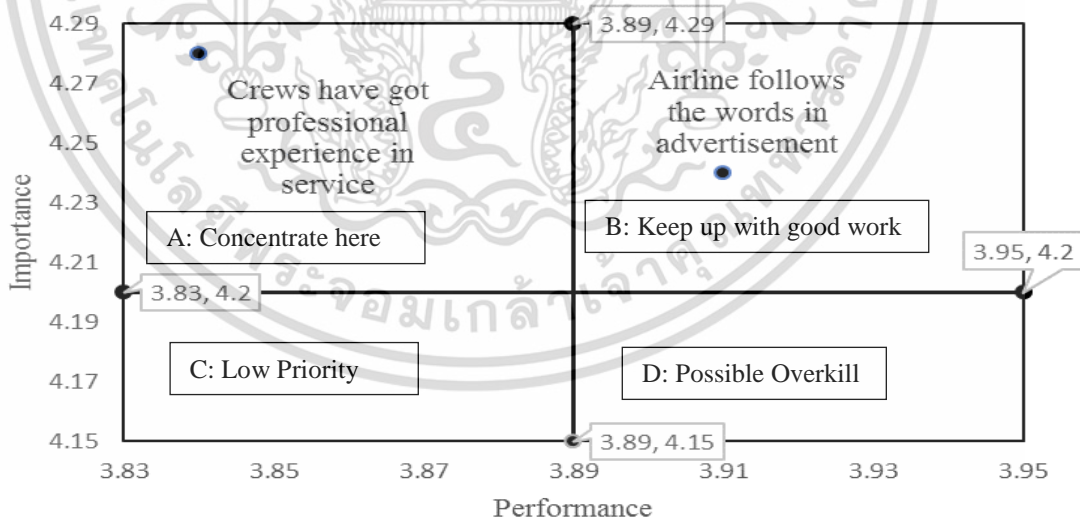 4.29
3.89, 4.29
4.27
Crews have got
professional
experience in
service
Airline follows
the words in
advertisement
4.25
4.23
A: Concentrate here
B: Keep up with good work
3.95, 4.2
4.21
3.83, 4.2
4.19
C: Low Priority
D: Possible Overkill
4.17
4.15
3.89, 4.15
Importance
3.83
3.85
3.87
3.89
3.91
3.93
3.95
Performance